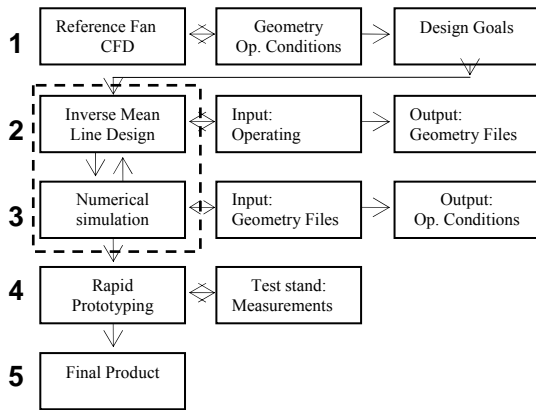 1
Reference Fan
CFD
Geometry
Op. Conditions
Design Goals
2
Inverse Mean
Line Design
Input:
Operating
Output:
Geometry Files
3
Numerical
simulation
Input:
Geometry Files
Output:
Op. Conditions
4
Rapid
Prototyping
Test stand:
Measurements
5
Final Product